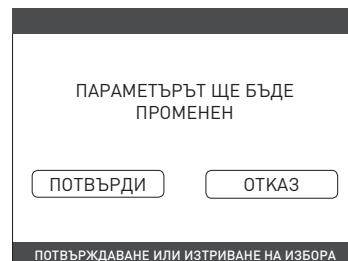 ПАРАМЕТЪРЪТ ЩЕ БЪДЕ
ПРОМЕНЕН
ПОТВЪРДИ ОТКАЗ
ПОТВЪРЖДАВАНЕ ИЛИ ИЗТРИВАНЕ НА ИЗБОРА